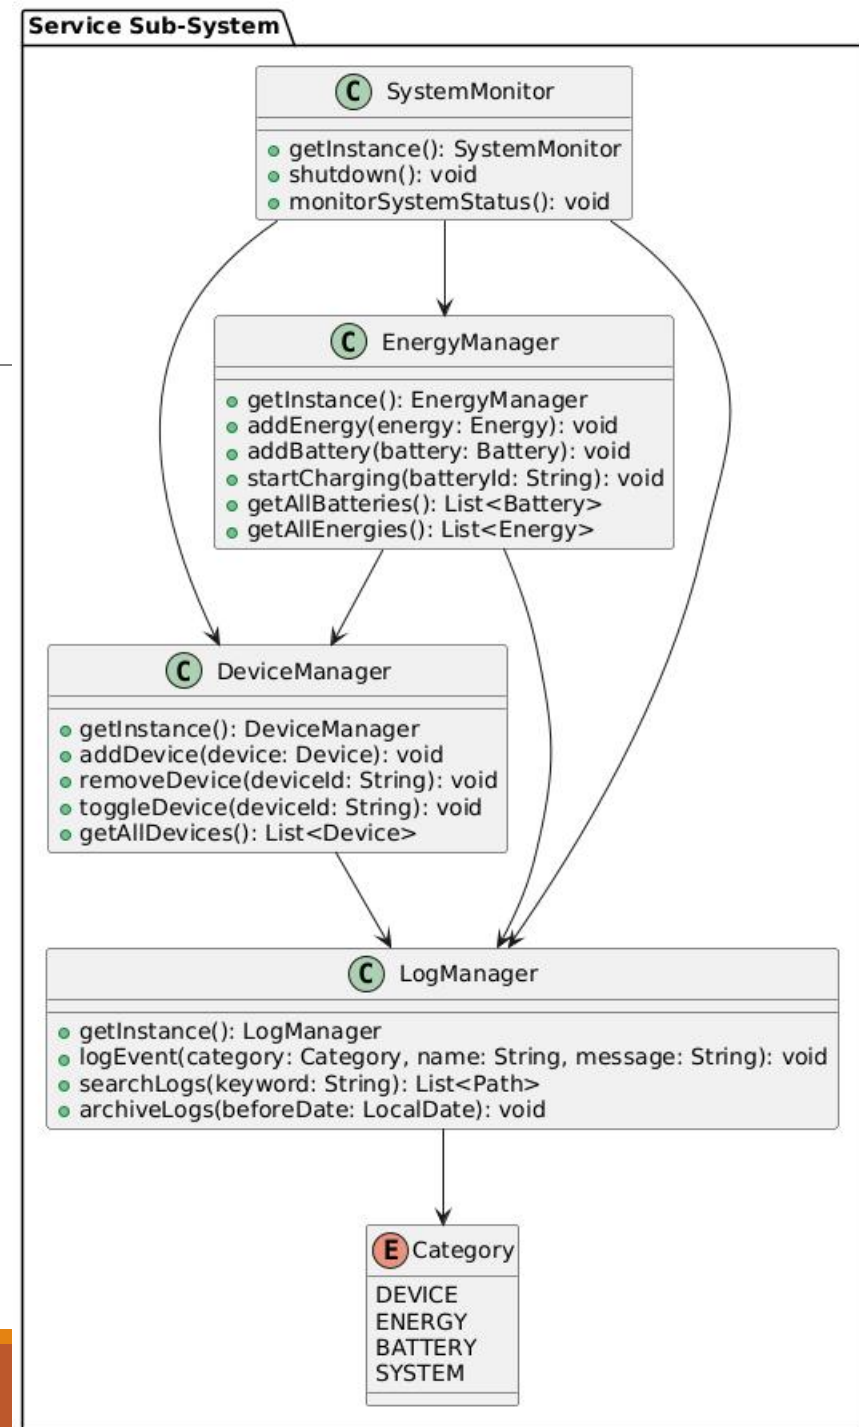 Service Sub-System
C SystemMonitor
getInstance(): SystemMonitor
shutdown(): void
monitorSystemStatus(): void
C EnergyManager
getInstance(): EnergyManager
addEnergy(energy: Energy): void
addBattery(battery: Battery): void
startCharging(batteryId: String): void
getAllBatteries(): List<Battery>
getAllEnergies(): List<Energy>
C DeviceManager
getInstance(): DeviceManager
addDevice(device: Device): void
removeDevice(deviceId: String): void
toggleDevice(deviceId: String): void
getAllDevices(): List<Device>
C LogManager
getInstance(): LogManager
logEvent(category: Category, name: String, message: String): void
searchLogs(keyword: String): List<Path>
archiveLogs(beforeDate: LocalDate): void
E Category
DEVICE
ENERGY
BATTERY
SYSTEM